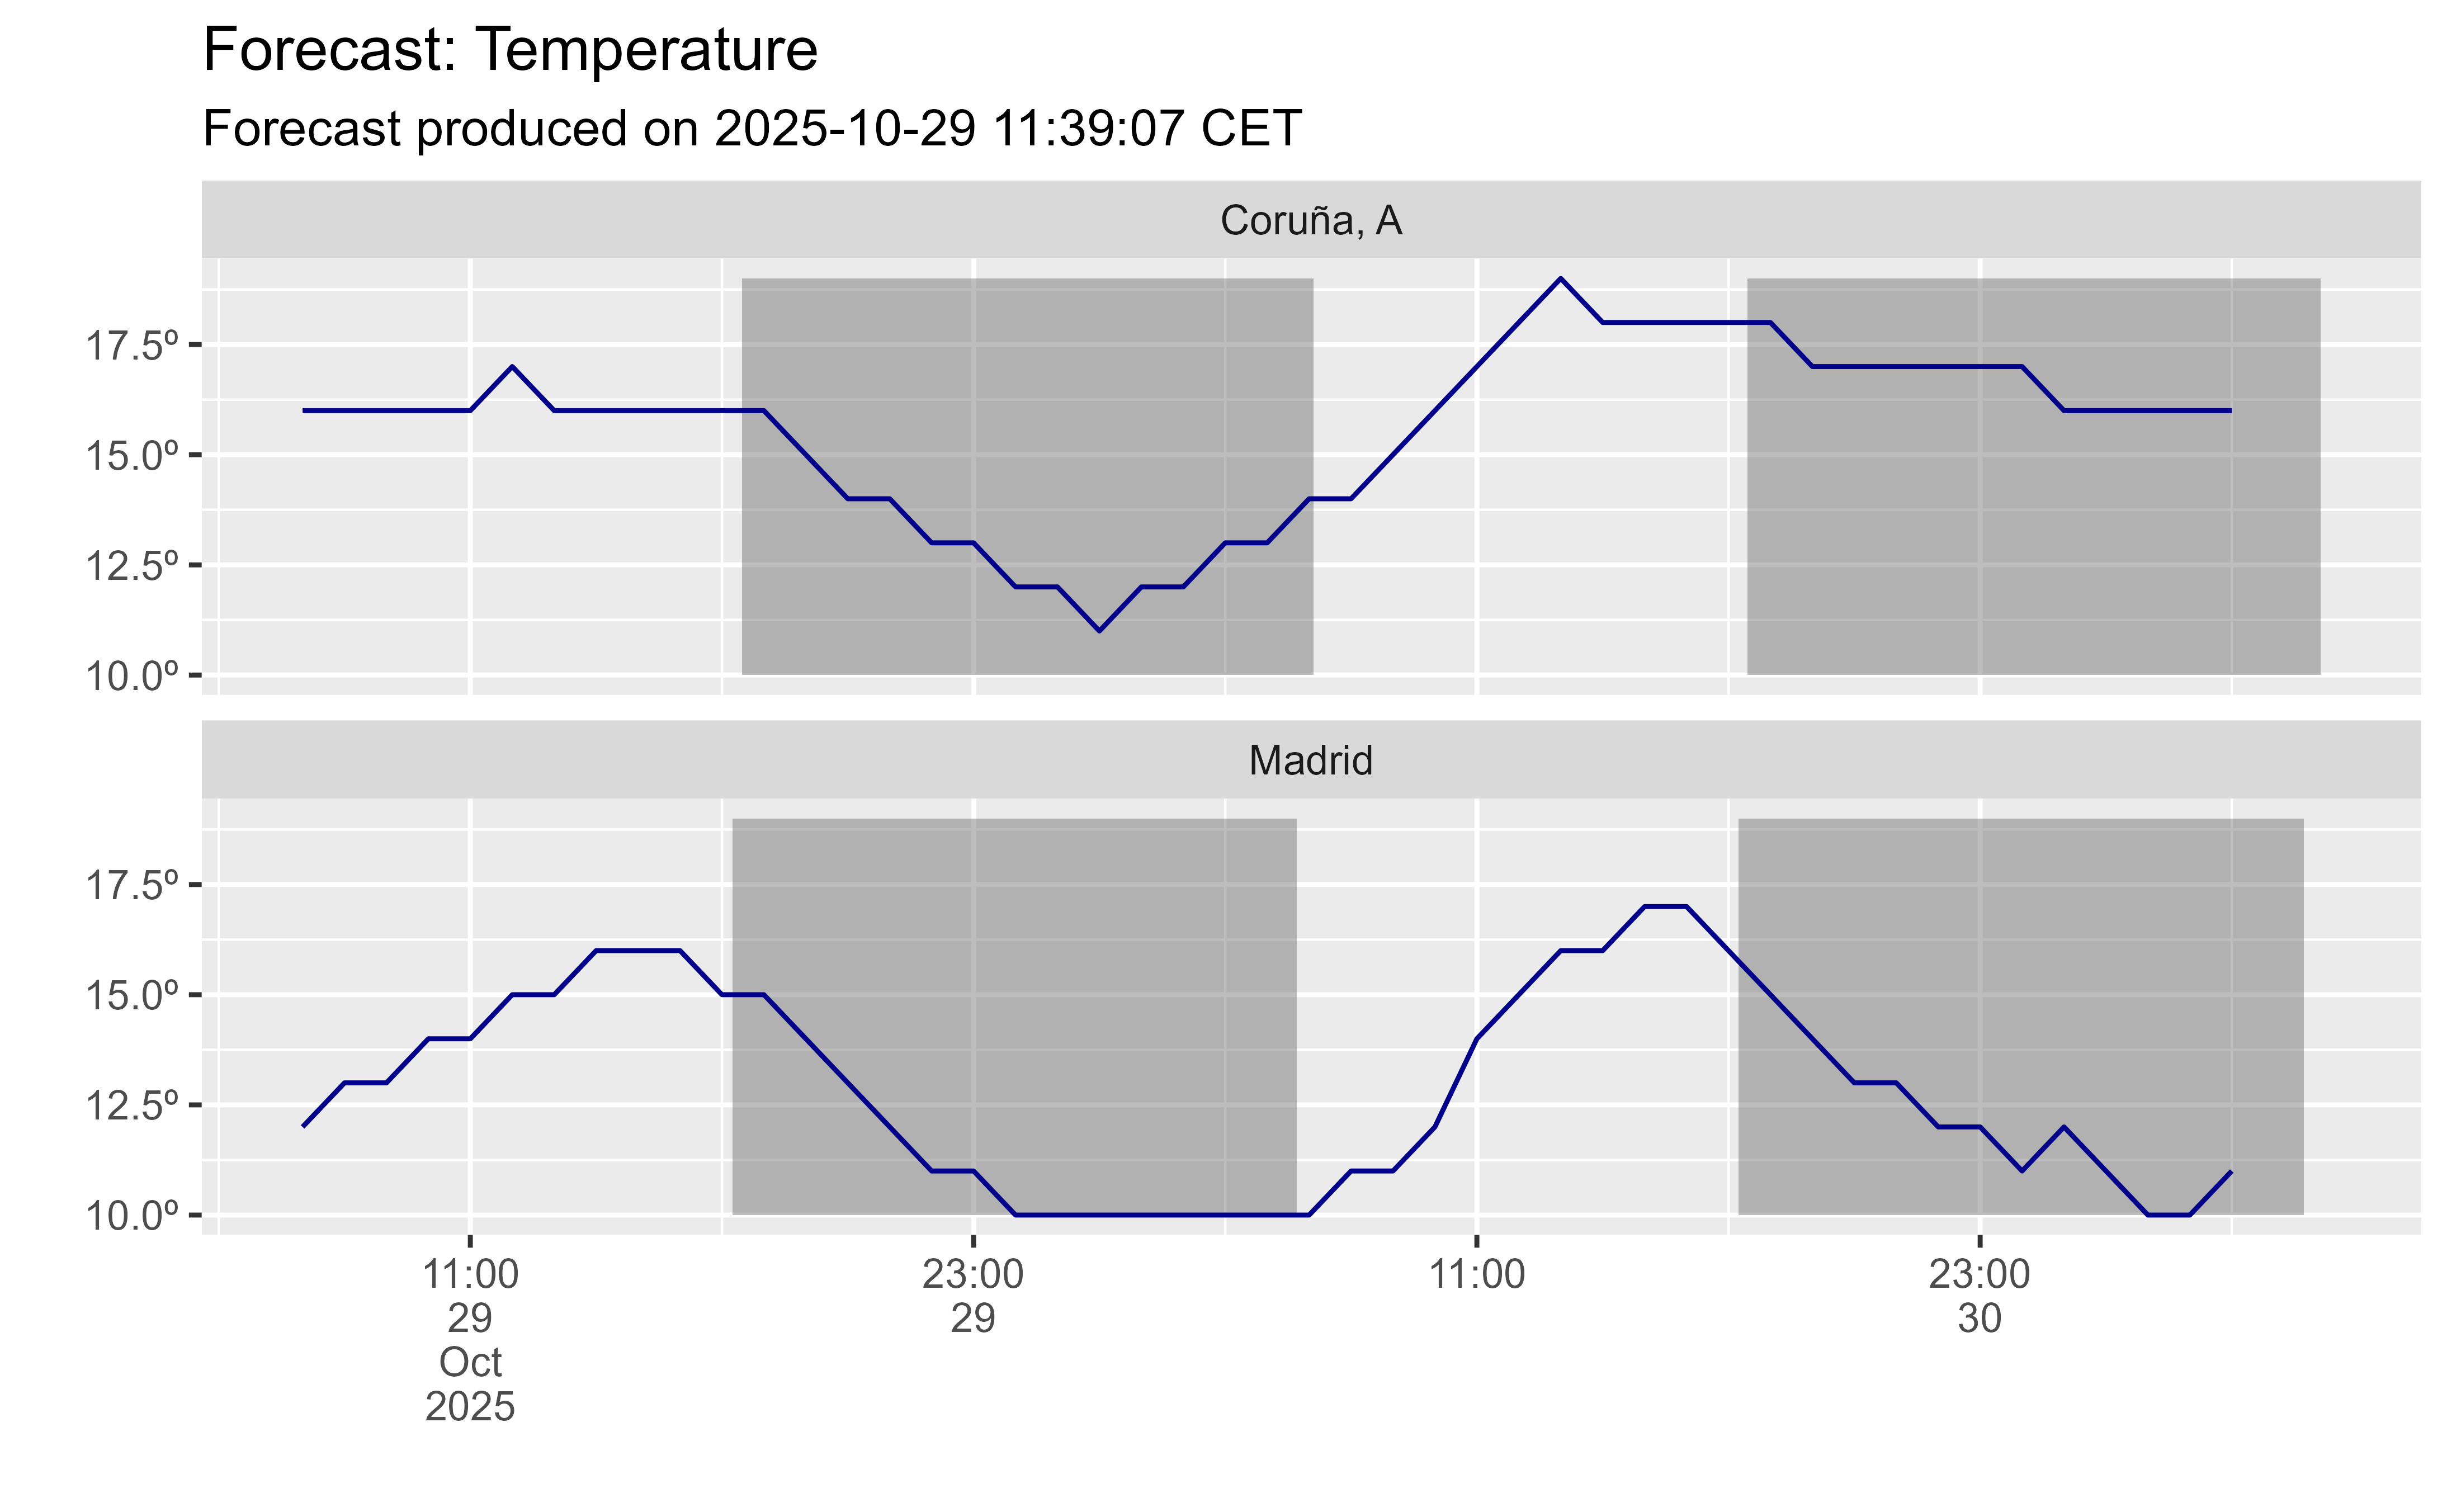 Forecast: Temperature
Forecast produced on 2025-10-29 11:39:07 CET
Coruña, A
17.5º
15.0º
12.5º
10.0º
Madrid
17.5º
15.0º
12.5º
10.0º
11:00 23:00 11:00 23:00
29 29 30
Oct
2025